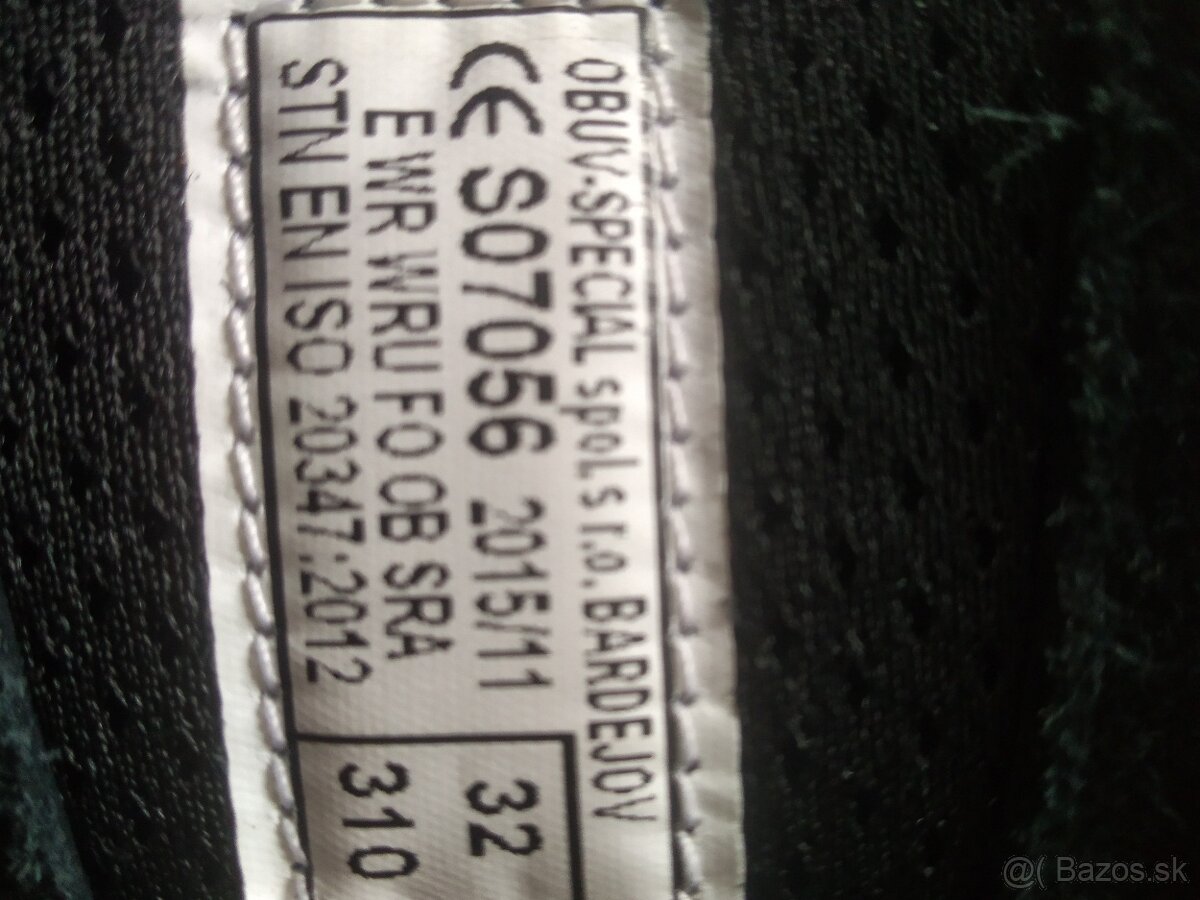 OBUV-SPECIAL spol.s r.o. BARDEJOV
CE S07056 2015/11
32
E WR WRU FO OB SRA
STN EN ISO 20347:2012
310
@( Bazos.sk